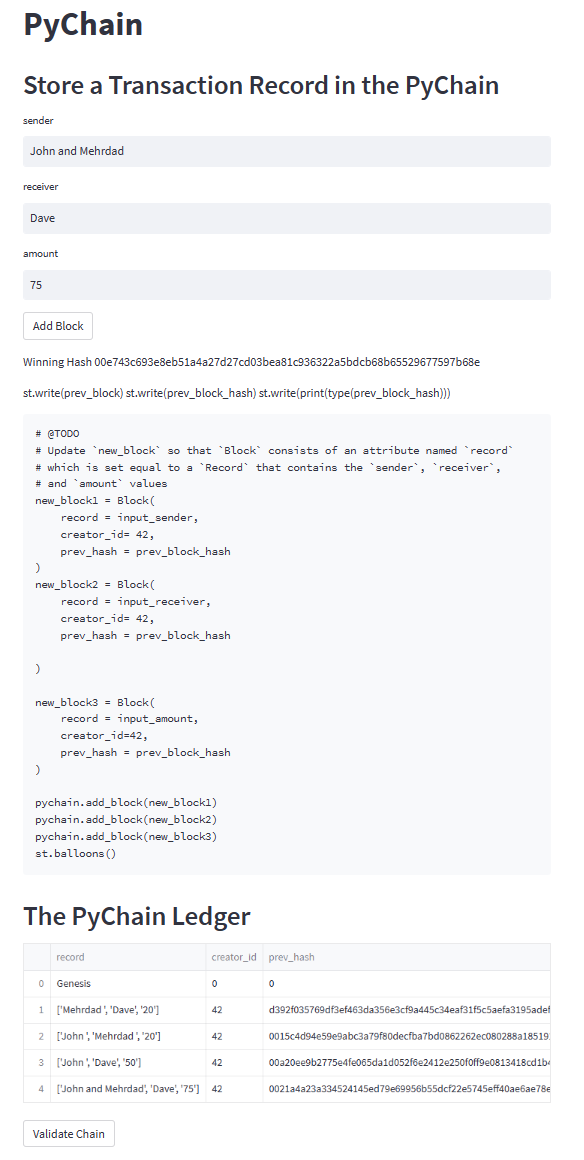 PyChain
Store a Transaction Record in the PyChain
sender
John and Mehrdad
receiver
Dave
amount
75
Add Block
Winning Hash 00e743c693e8eb51a4a27d27cd03bea81c936322a5bdcb68b65529677597b68e
st.write(prev_block) st.write(prev_block_hash) st.write(print(type(prev_block_hash)))
# @TODO
# Update `new_block` so that `Block` consists of an attribute named `record`
# which is set equal to a `Record` that contains the `sender`, `receiver`,
# and `amount` values
new_block1 = Block(
    record = input_sender,
    creator_id= 42,
    prev_hash = prev_block_hash
)
new_block2 = Block(
    record = input_receiver,
    creator_id= 42,
    prev_hash = prev_block_hash
)
new_block3 = Block(
    record = input_amount,
    creator_id=42,
    prev_hash = prev_block_hash
)
pychain.add_block(new_block1)
pychain.add_block(new_block2)
pychain.add_block(new_block3)
st.balloons()
The PyChain Ledger
record creator_id prev_hash
0 Genesis 0 0
1 ['Mehrdad ', 'Dave', '20'] 42 d392f035769df3ef463da356e3cf9a445c34eaf31f5c5aefa3195adef
2 ['John ', 'Mehrdad ', '20'] 42 0015c4d94e59e9abc3a79f80decfba7bd0862262ec080288a18519
3 ['John ', 'Dave', '50'] 42 00a20ee9b2775e4fe065da1d052f6e2412e250f0ff9e0813418cd1b4
4 ['John and Mehrdad', 'Dave', '75'] 42 0021a4a23a334524145ed79e69956b55dcf22e5745eff40ae6ae78e
Validate Chain